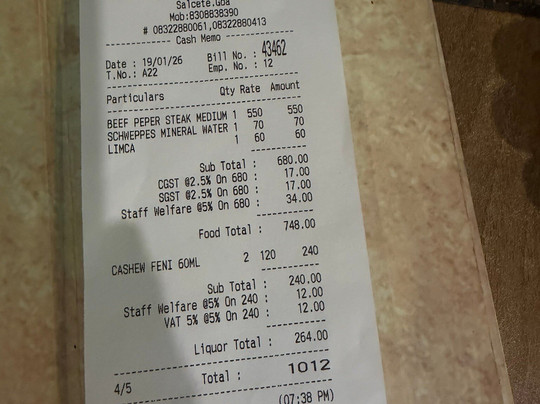 Salcete.Goa
Mob:8308838390
# 08322880061,08322880413
Cash Memo
Date : 19/01/26 Bill No. : 43462
T.No.: A22 Emp. No. : 12
Particulars Qty Rate Amount
BEEF PEPER STEAK MEDIUM 1 550 550
SCHWEPPES MINERAL WATER 1 70 70
LIMCA 1 60 60
Sub Total : 680.00
CGST @2.5% On 680 : 17.00
SGST @2.5% On 680 : 17.00
Staff Welfare @5% On 680 : 34.00
Food Total : 748.00
CASHEW FENI 60ML 2 120 240
Sub Total : 240.00
Staff Welfare @5% On 240 : 12.00
VAT 5% @5% On 240 : 12.00
Liquor Total : 264.00
4/5 Total : 1012
(07:38 PM)